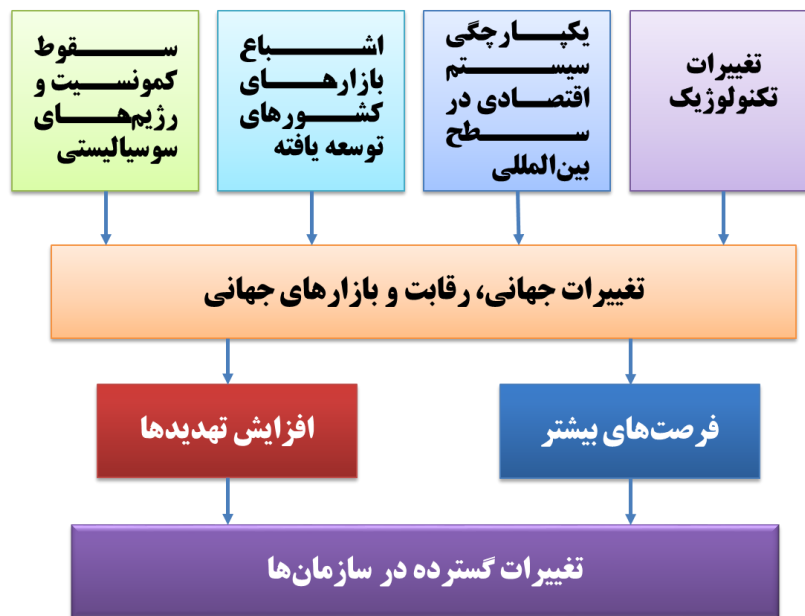 تغییرات
تکنولوژیک
یکپارچگی
سیستم
اقتصادی در
سطح
بین‌المللی
اشباع
بازارهای
کشورهای
توسعه یافته
سقوط
کمونسیت و
رژیم‌های
سوسیالیستی
تغییرات جهانی، رقابت و بازارهای جهانی
فرصت‌های بیشتر
افزایش تهدیدها
تغییرات گسترده در سازمان‌ها